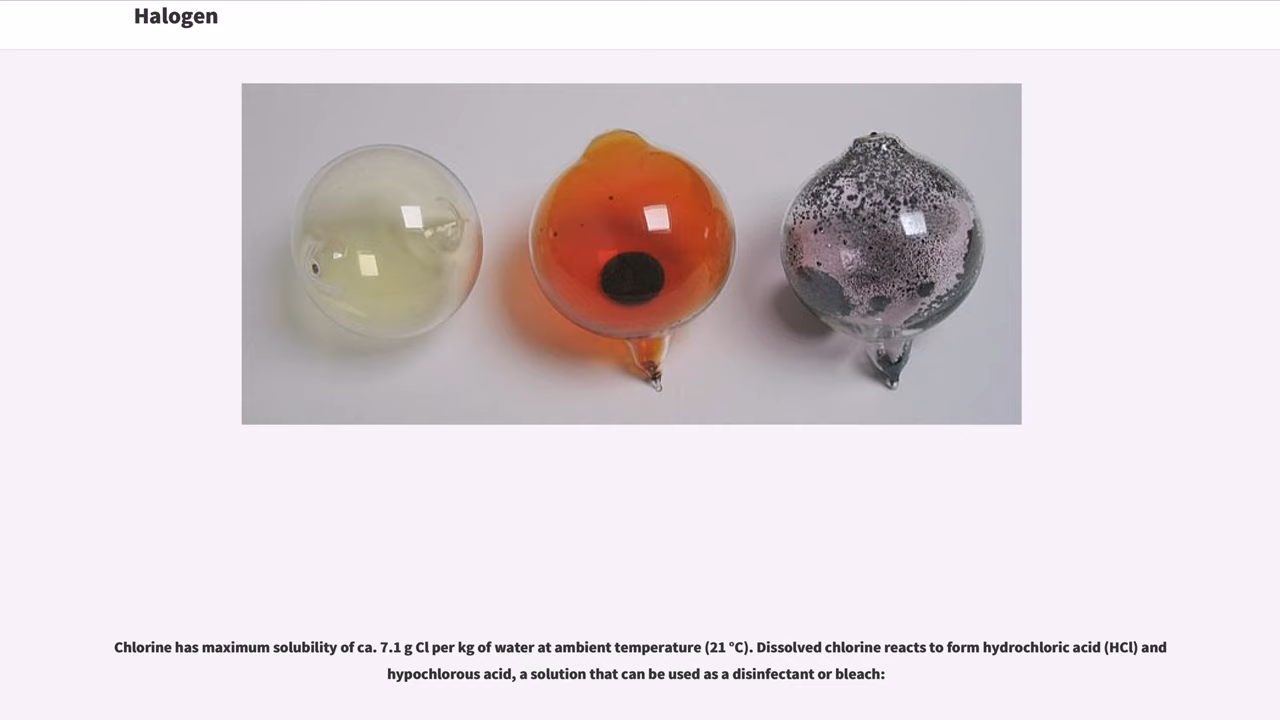 Halogen
Chlorine has maximum solubility of ca. 7.1 g Cl per kg of water at ambient temperature (21 °C). Dissolved chlorine reacts to form hydrochloric acid (HCl) and
hypochlorous acid, a solution that can be used as a disinfectant or bleach: